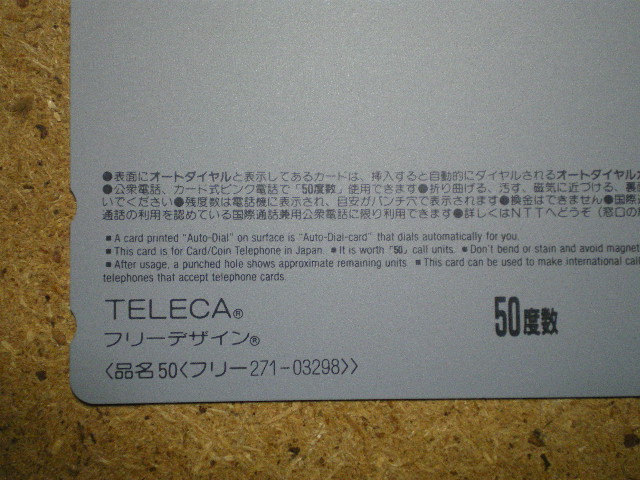 ●表面にオートダイヤルと表示してあるカードは、挿入すると自動的にダイヤルされるオートダイヤルカ
●公衆電話、カード式ピンク電話で「50度数」使用できます●折り曲げる、汚す、磁気に近づける、裏
いでください●残度数は電話機に表示され、目安がパンチ穴で表示されます●換金はできません●国際
通話の利用を認めている国際通話兼用公衆電話に限り利用できます●詳しくはNTTへどうぞ(窓口の
■ A card printed "Auto-Dial" on surface is "Auto-Dial-card" that dials automatically for you.
■ This card is for Card/Coin Telephone in Japan. ■ It is worth「50」call units. ■ Don't bend or stain and avoid magnet
■ After usage, a punched hole shows approximate remaining units. ■ This card can be used to make international call
telephones that accept telephone cards.
TELECA®
フリーデザイン®
50度数
〈品名50〈フリー271-03298〉〉